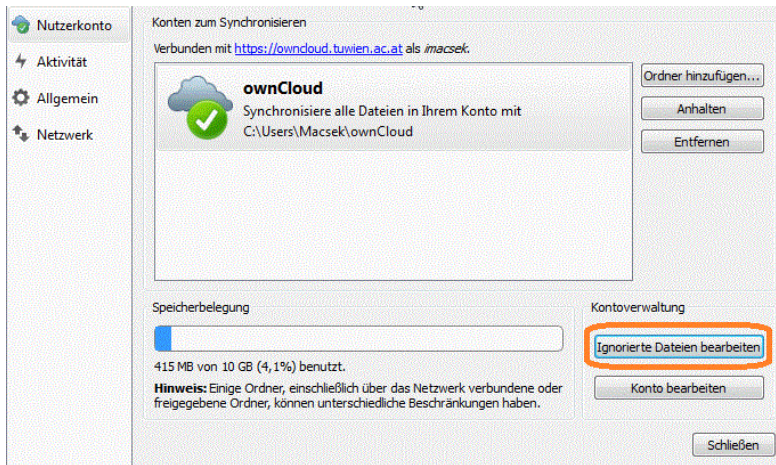 Nutzerkonto
Aktivität
Allgemein
Netzwerk
Konten zum Synchronisieren
Verbunden mit https://owncloud.tuwien.ac.at als imacsek.
ownCloud
Synchronisiere alle Dateien in Ihrem Konto mit
C:\Users\Macsek\ownCloud
Ordner hinzufügen...
Anhalten
Entfernen
Speicherbelegung
415 MB von 10 GB (4,1%) benutzt.
Hinweis: Einige Ordner, einschließlich über das Netzwerk verbundene oder
freigegebene Ordner, können unterschiedliche Beschränkungen haben.
Kontoverwaltung
Ignorierte Dateien bearbeiten
Konto bearbeiten
Schließen